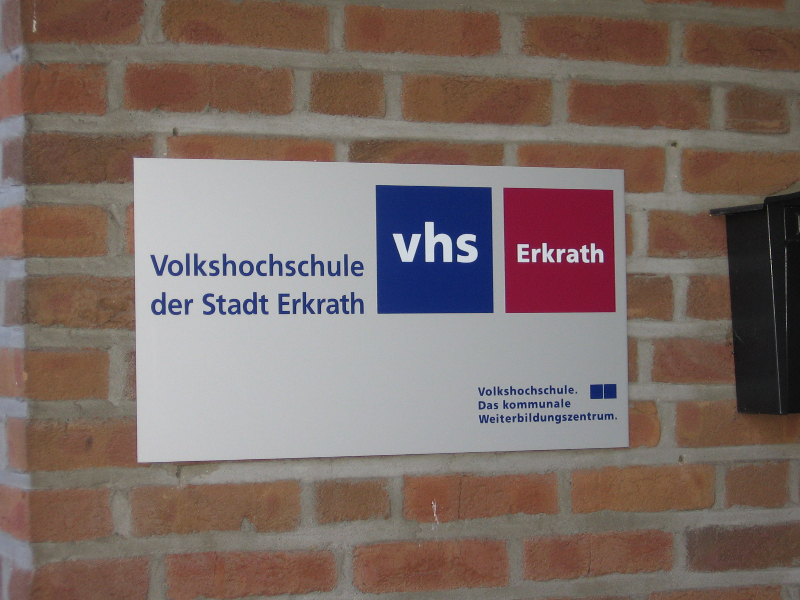 Volkshochschule
der Stadt Erkrath
vhs
Erkrath
Volkshochschule.
Das kommunale
Weiterbildungszentrum.